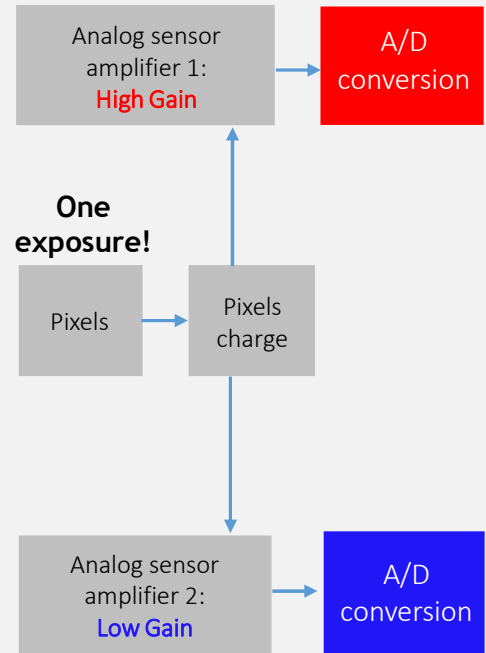 Analog sensor
amplifier 1:
High Gain
A/D
conversion
One
exposure!
Pixels
Pixels
charge
Analog sensor
amplifier 2:
Low Gain
A/D
conversion